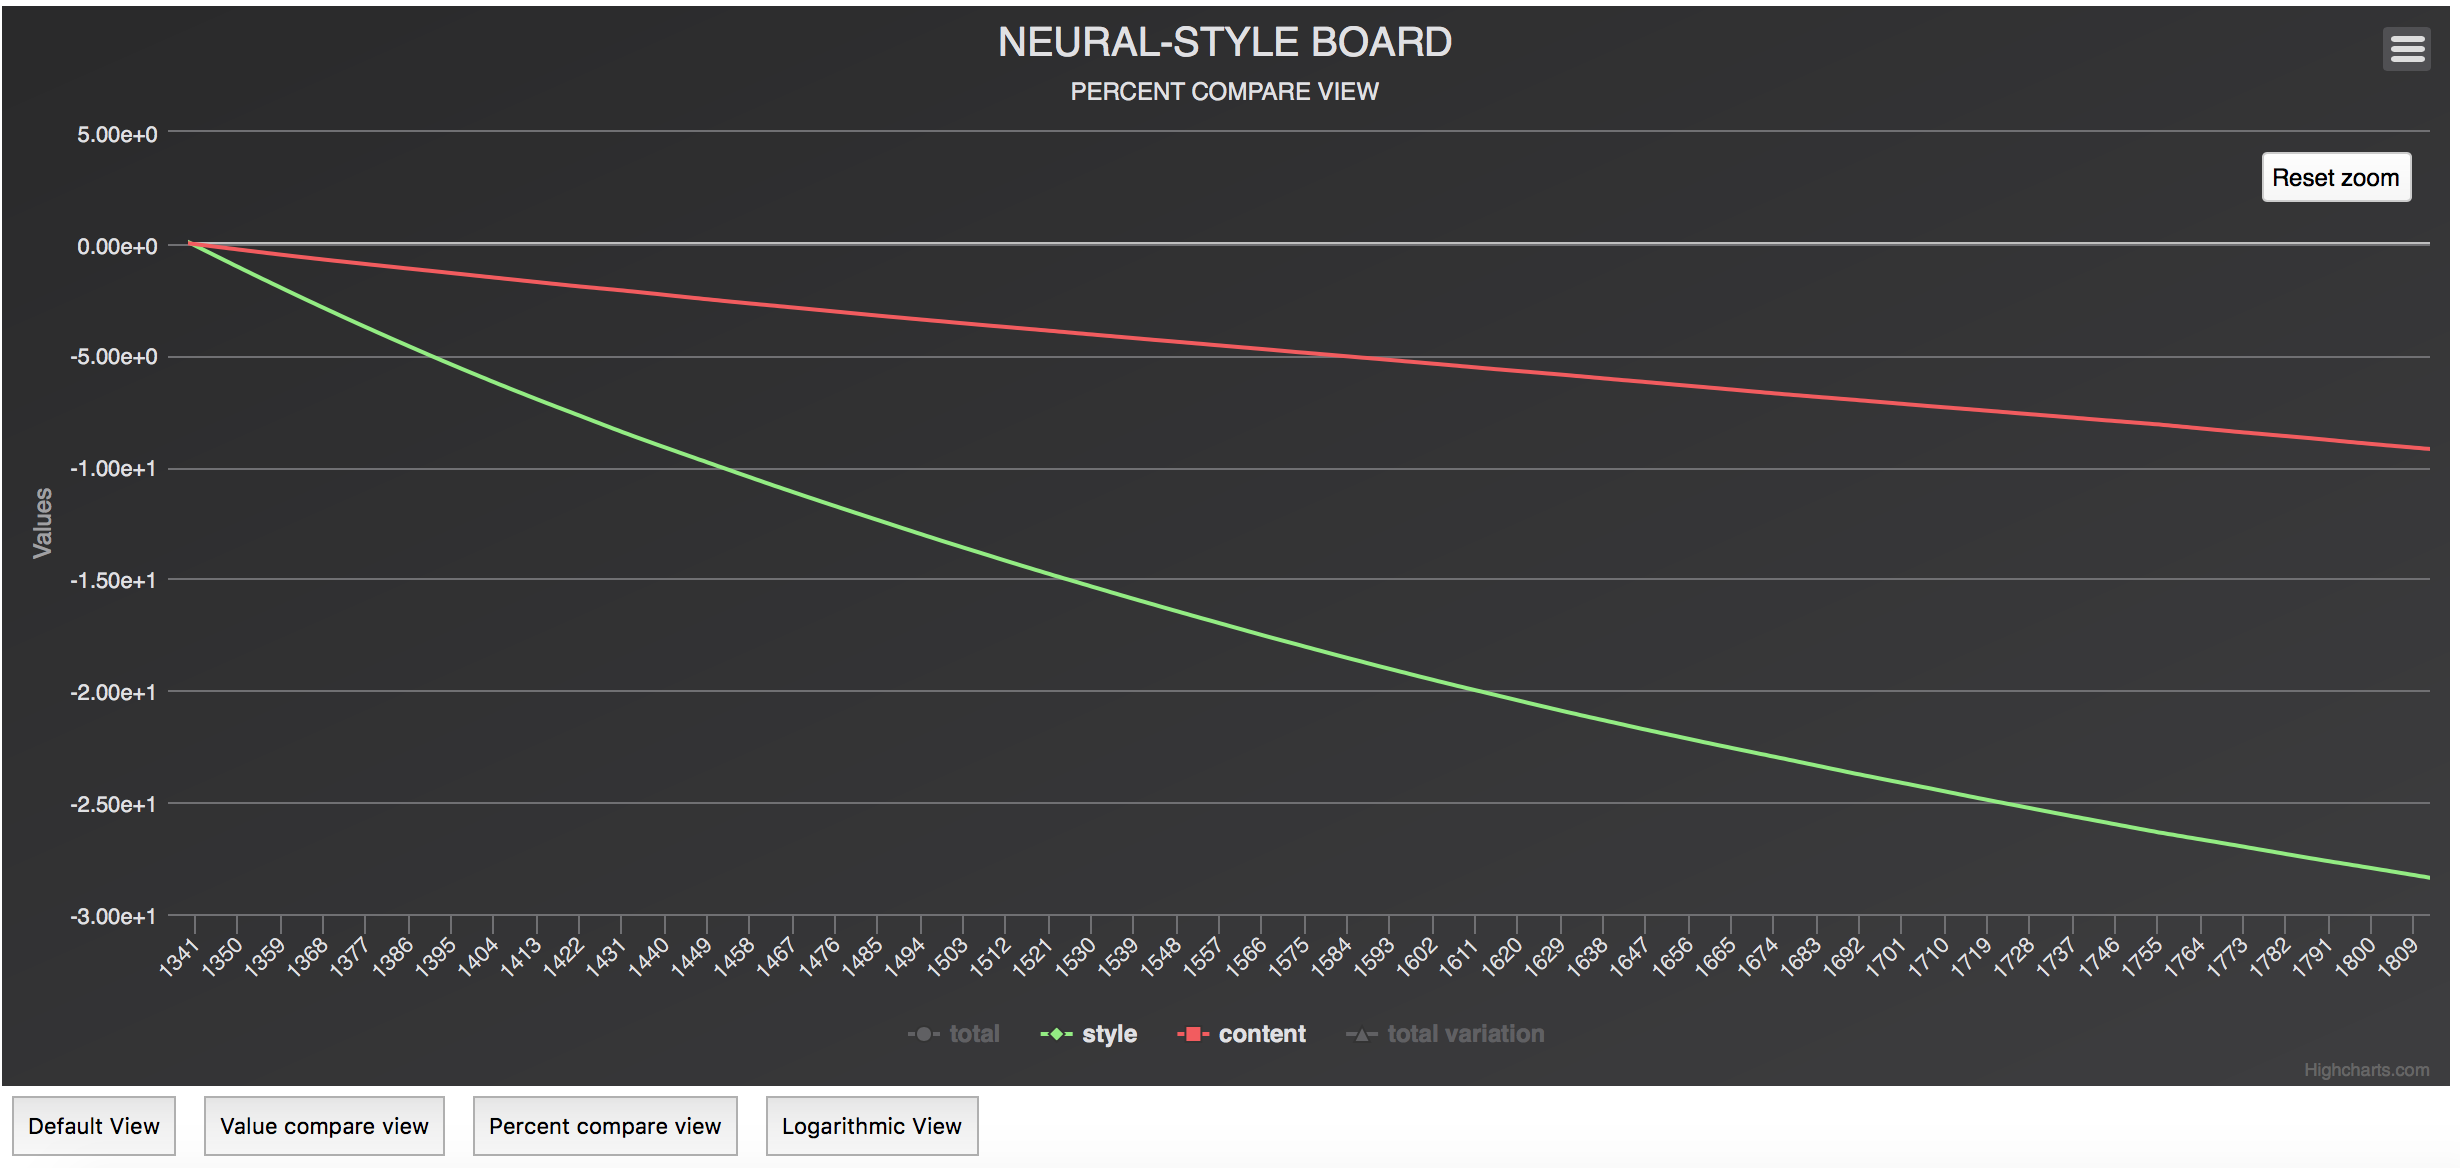 NEURAL-STYLE BOARD
PERCENT COMPARE VIEW
5.00e+0
Reset zoom
0.00e+0
-5.00e+0
-1.00e+1
Values
-1.50e+1
-2.00e+1
-2.50e+1
-3.00e+1
1341 1350 1359 1368 1377 1386 1395 1404 1413 1422 1431 1440 1449 1458 1467 1476 1485 1494 1503 1512 1521 1530 1539 1548 1557 1566 1575 1584 1593 1602 1611 1620 1629 1638 1647 1656 1665 1674 1683 1692 1701 1710 1719 1728 1737 1746 1755 1764 1773 1782 1791 1800 1809
total style content total variation
Highcharts.com
Default View Value compare view Percent compare view Logarithmic View